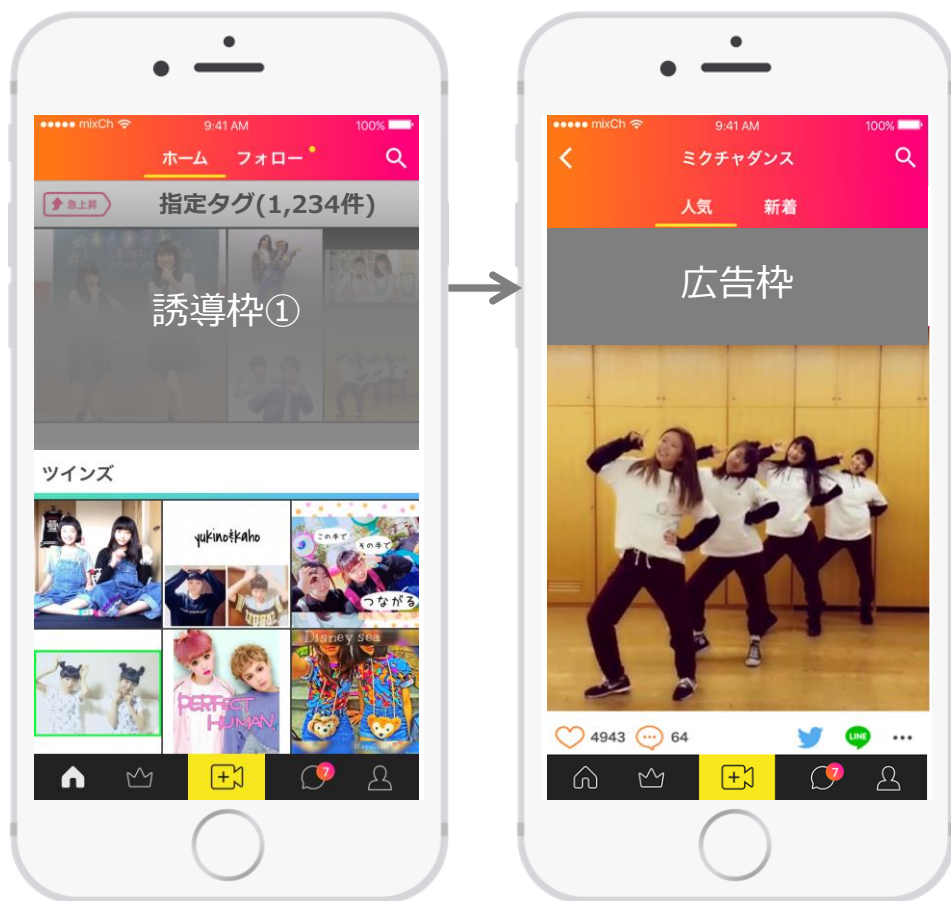 mixCh 9:41 AM 100%
ホーム フォロー
急上昇 指定タグ(1,234件)
誘導枠①
ツインズ
yukino&kaho
この手で
その手で
つながる
PERFECT
HUMAN
Disney sea
7
mixCh 9:41 AM 100%
ミクチャダンス
人気 新着
広告枠
4943 64 LINE
7